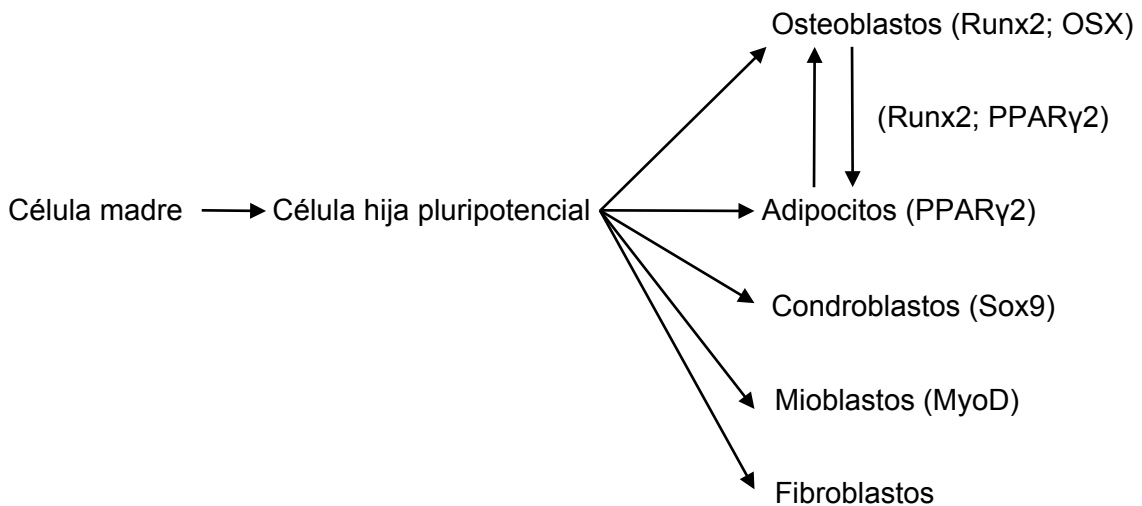 Osteoblastos (Runx2; OSX)
(Runx2; PPARγ2)
Célula madre
Célula hija pluripotencial
Adipocitos (PPARγ2)
Condroblastos (Sox9)
Mioblastos (MyoD)
Fibroblastos